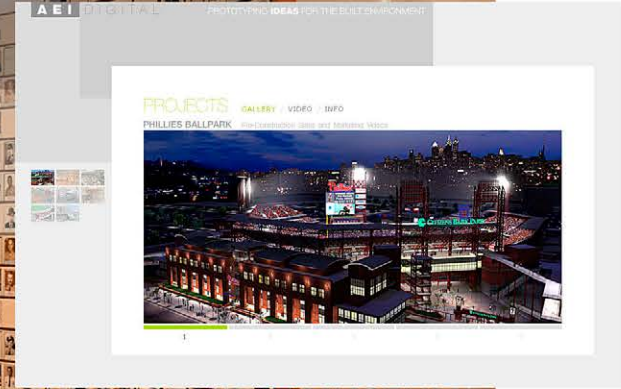 AEI DIGITAL
PROTOTYPING IDEAS FOR THE BUILT ENVIRONMENT
PROJECTS GALLERY / VIDEO / INFO
PHILLIES BALLPARK Pre-Construction Sales and Marketing Videos
Phillies
CITIZENS BANK PARK
1